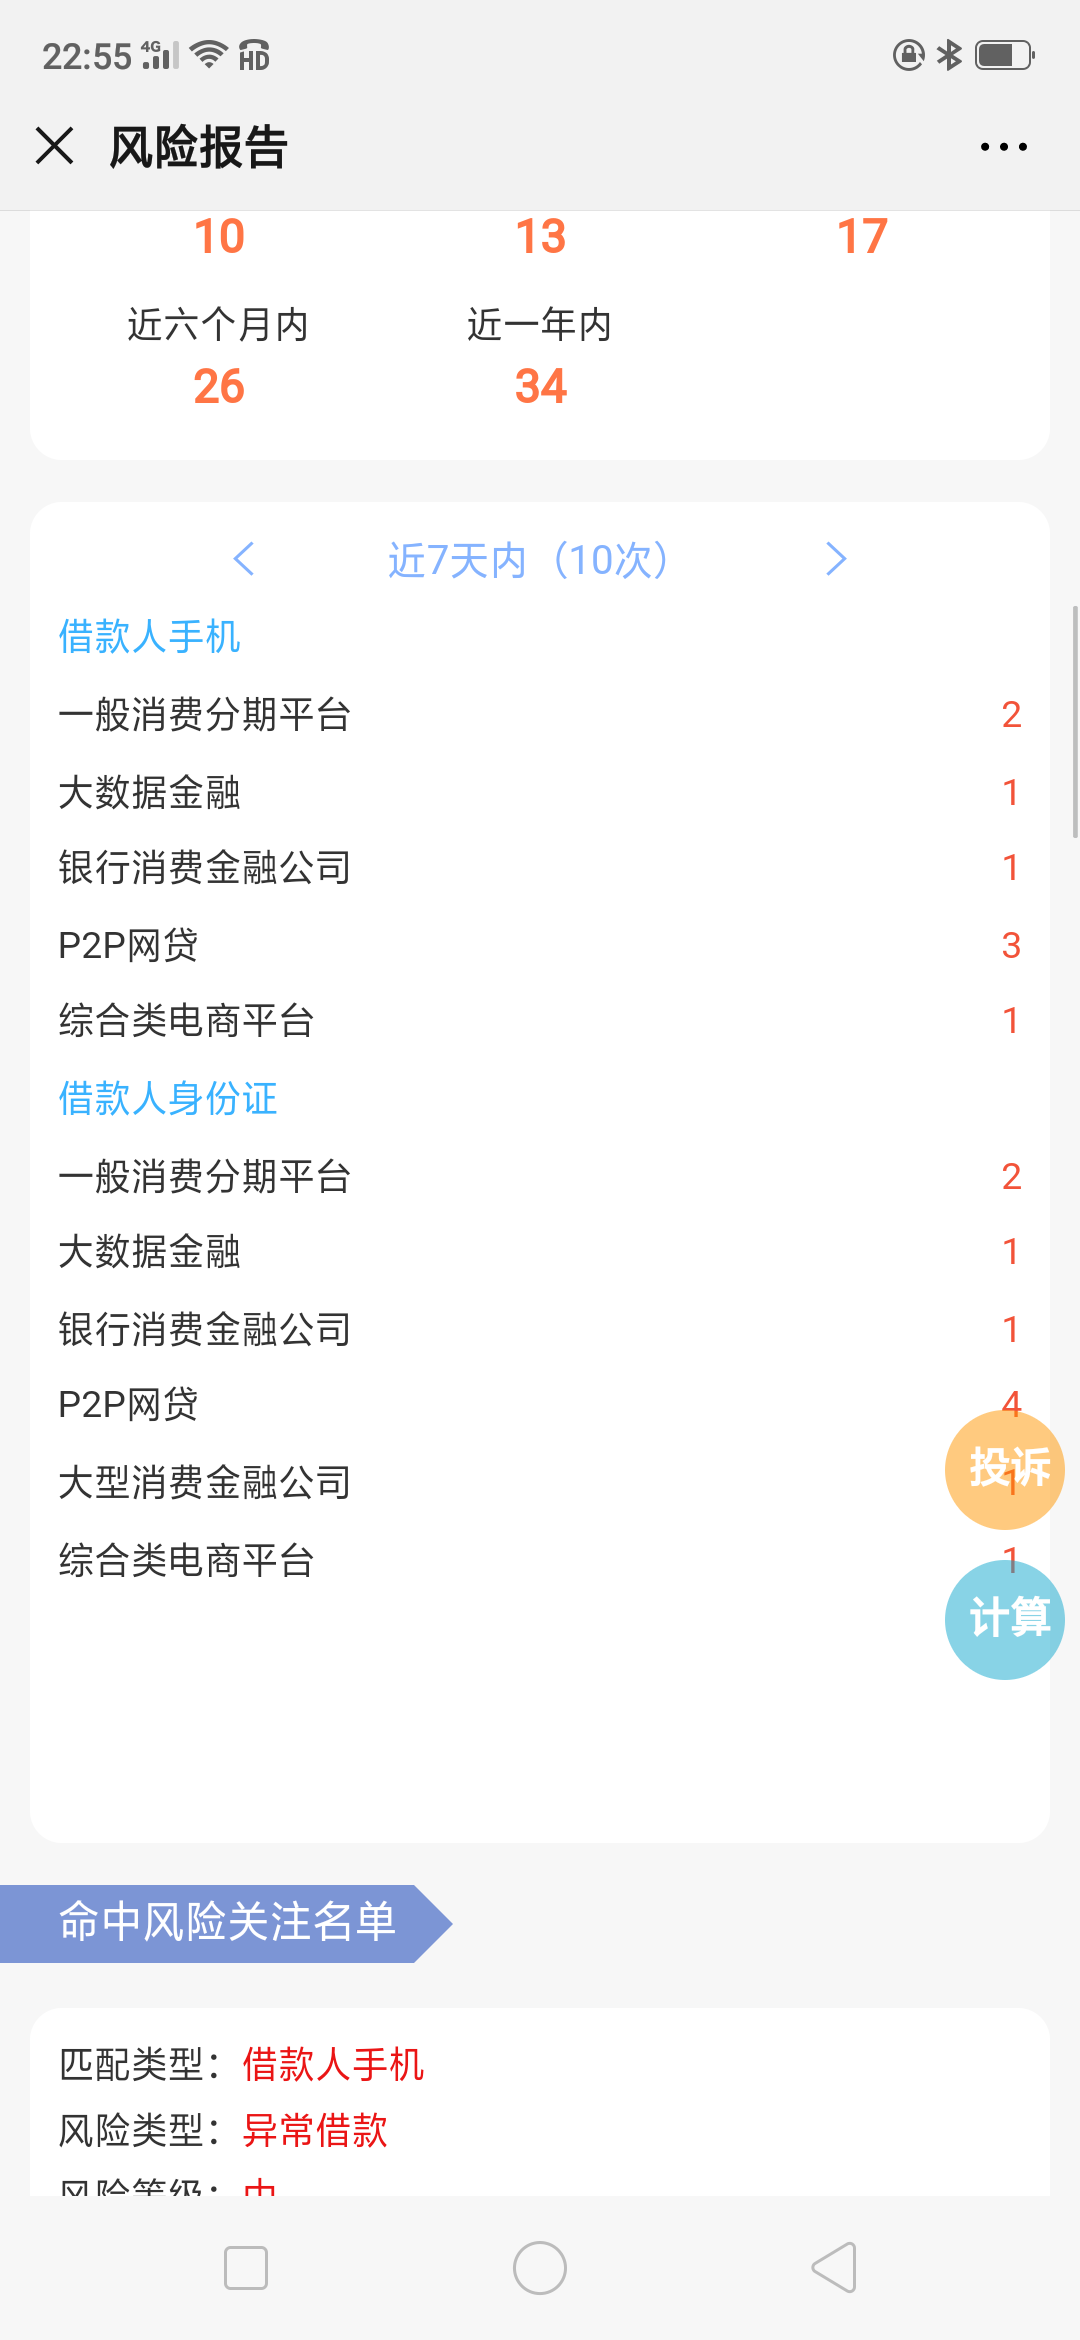 22:55 4G HD
风险报告
10 13 17
近六个月内 近一年内
26 34
近7天内（10次）
借款人手机
一般消费分期平台 2
大数据金融 1
银行消费金融公司 1
P2P网贷 3
综合类电商平台 1
借款人身份证
一般消费分期平台 2
大数据金融 1
银行消费金融公司 1
P2P网贷 4
投诉
大型消费金融公司 1
综合类电商平台 1
计算
命中风险关注名单
匹配类型：借款人手机
风险类型：异常借款
风险等级：中